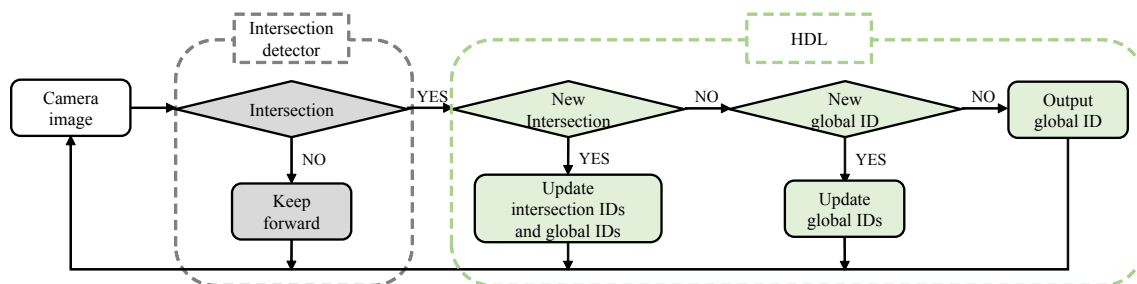 Intersection
detector
HDL
Camera
image
Intersection
YES
New
Intersection
NO
New
global ID
NO
Output
global ID
NO
YES
YES
Keep
forward
Update
intersection IDs
and global IDs
Update
global IDs